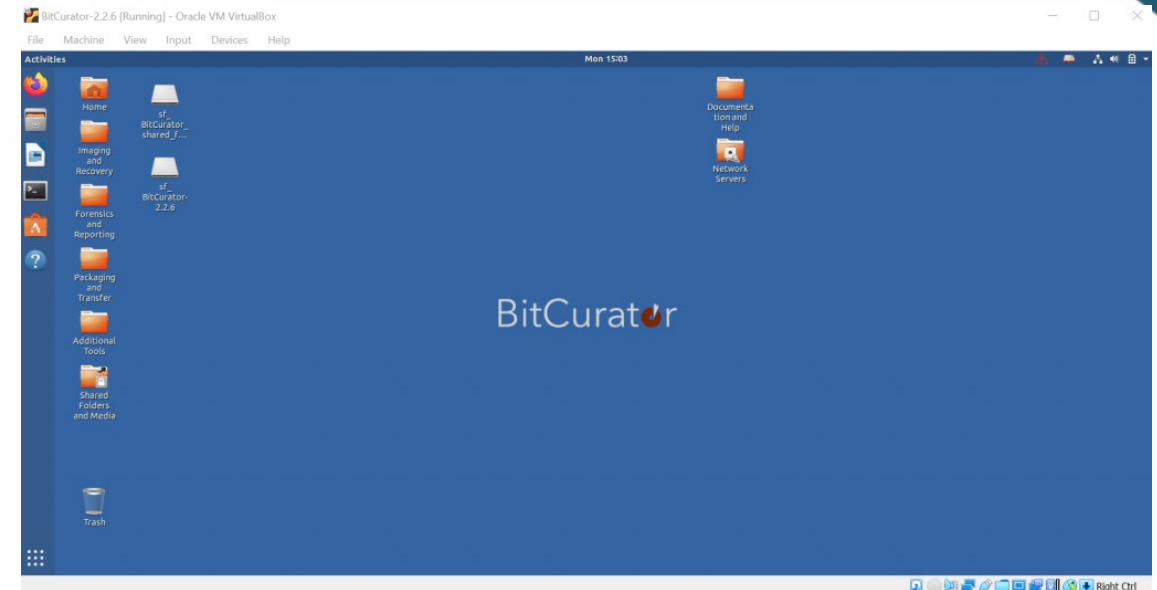 BitCurator-2.2.6 [Running] - Oracle VM VirtualBox
File Machine View Input Devices Help
Activities
Mon 15:03
Home
Imaging
and
Recovery
Forensics
and
Reporting
Packaging
and
Transfer
Additional
Tools
Shared
Folders
and Media
Trash
sf_
BitCurator_
shared_f...
sf_
BitCurator-
2.2.6
Documenta
tion and
Help
Network
Servers
BitCurator
Right Ctrl